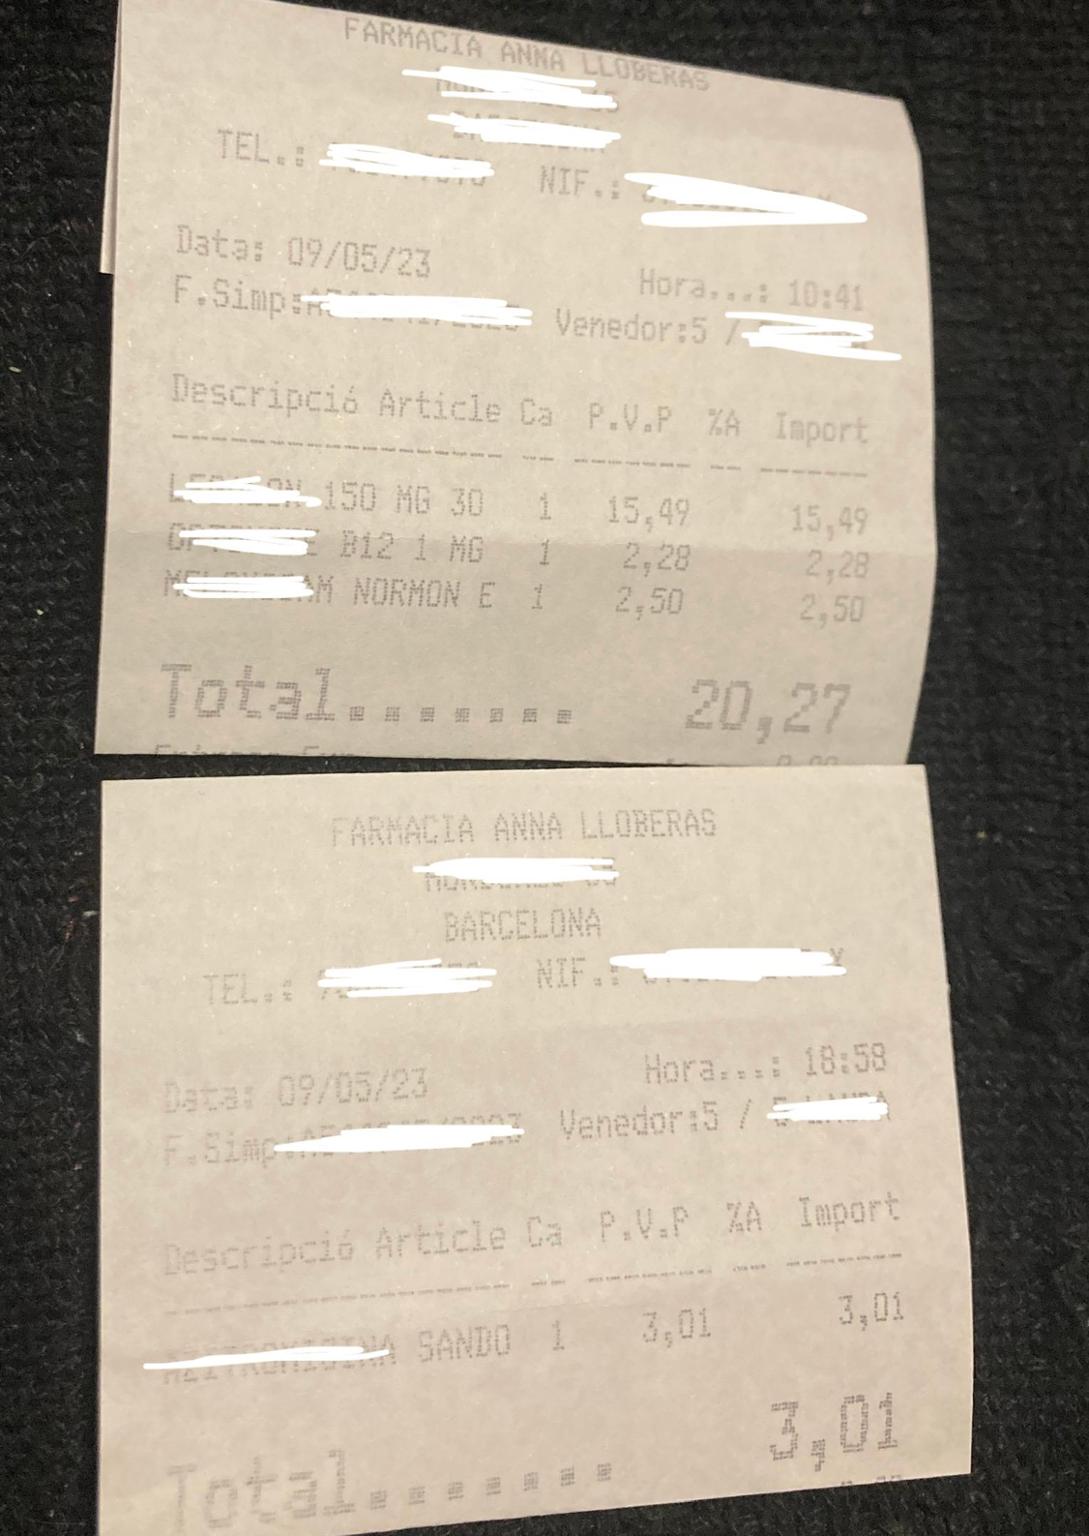 FARMACIA ANNA LLOBERAS
TEL.: NIF.:
Data: 09/05/23 Hora...: 10:41
F.Simp: Venedor:5 /
Descripció Article Ca P.V.P %A Import
150 MG 30 1 15,49 15,49
B12 1 MG 1 2,28 2,28
NORMON E 1 2,50 2,50
Total....... 20,27
FARMACIA ANNA LLOBERAS
BARCELONA
TEL.: NIF.:
Data: 09/05/23 Hora...: 18:58
F.Simp: Venedor:5 /
Descripció Article Ca P.V.P %A Import
SANDO 1 3,01 3,01
Total....... 3,01